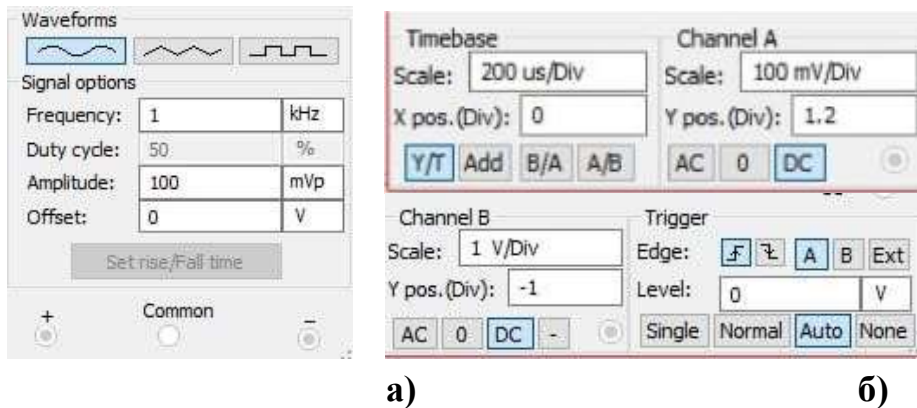 Waveforms
Signal options
Frequency: 1 kHz
Duty cycle: 50 %
Amplitude: 100 mVp
Offset: 0 V
Set rise/Fall time
+ Common –
Timebase Channel A
Scale: 200 us/Div Scale: 100 mV/Div
X pos.(Div): 0 Y pos.(Div): 1.2
Y/T Add B/A A/B AC 0 DC
Channel B Trigger
Scale: 1 V/Div Edge: A B Ext
Y pos.(Div): -1 Level: 0 V
AC 0 DC - Single Normal Auto None
а) б)